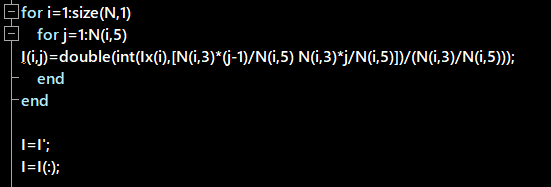 for i=1:size(N,1)
for j=1:N(i,5)
I(i,j)=double(int(Ix(i),[N(i,3)*(j-1)/N(i,5) N(i,3)*j/N(i,5)])/(N(i,3)/N(i,5)));
end
end
I=I';
I=I(:);